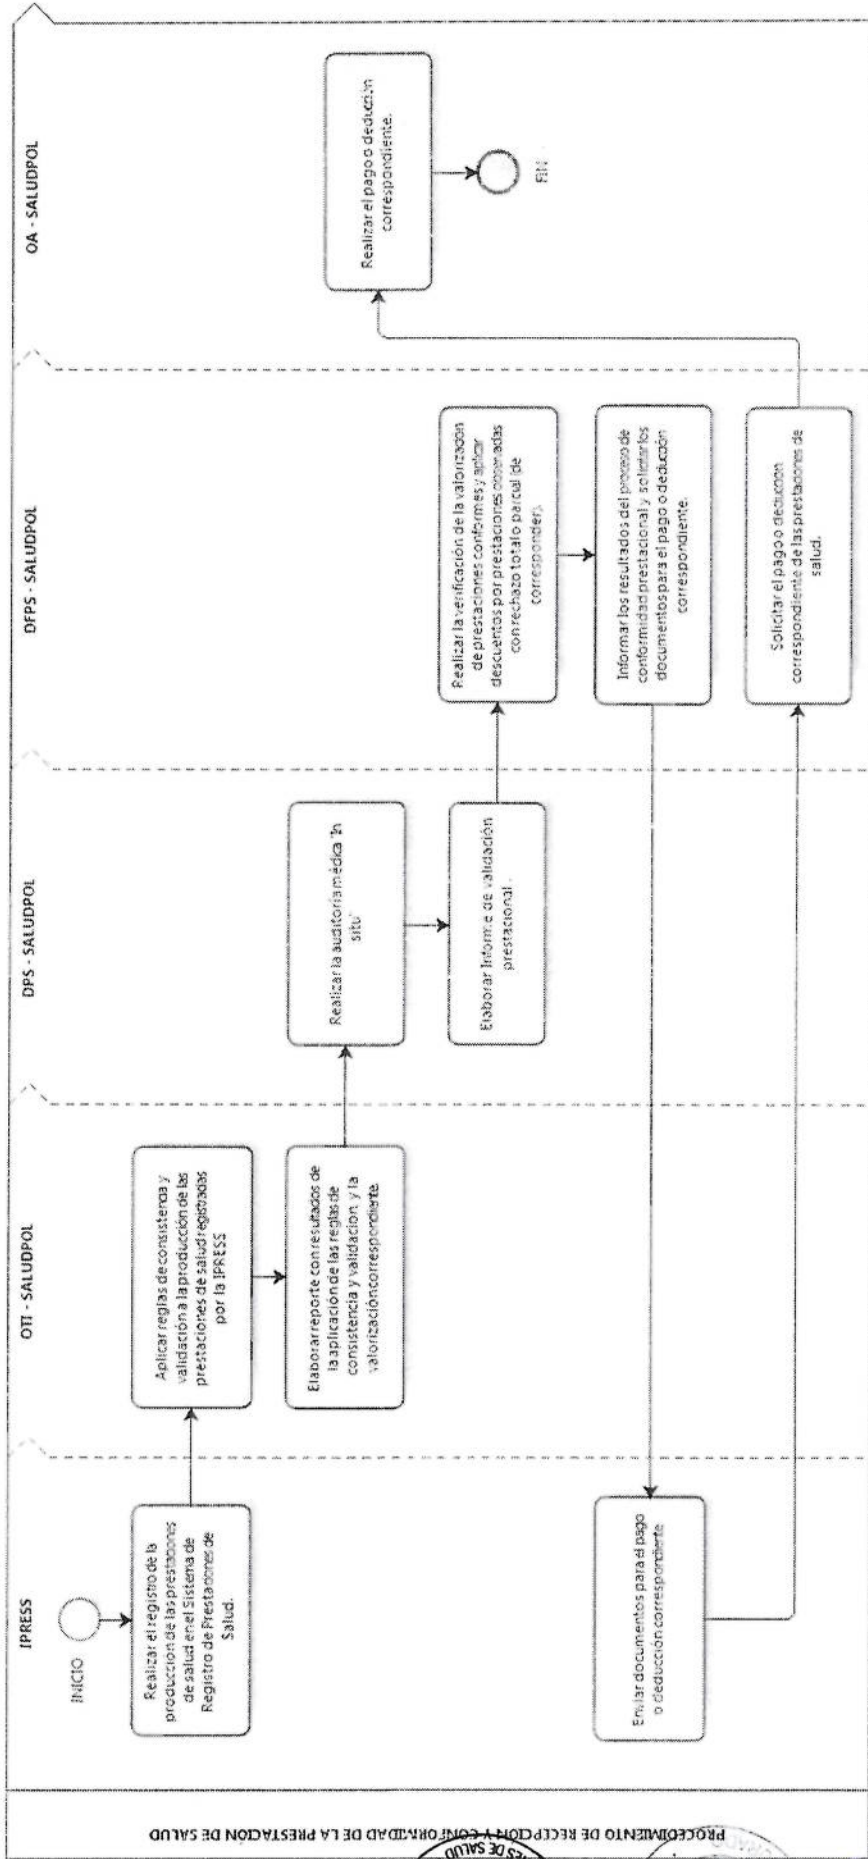 PROCEDIMIENTO DE RECEPCIÓN Y CONFORMIDAD DE LA PRESTACIÓN DE SALUD
IPRESS
INICIO
Realizar el registro de la
producción de las prestaciones
de salud en el Sistema de
Registro de Prestaciones de
Salud.
Enviar documentos para el pago
o deducción correspondiente
OTI - SALUDPOL
Aplicar reglas de consistencia y
validación a la producción de las
prestaciones de salud registradas
por la IPRESS
Elaborar reporte con resultados de
la aplicación de las reglas de
consistencia y validación y la
valorización correspondiente.
DPS - SALUDPOL
Realizar la auditoría médica "in
situ"
Elaborar Informe de validación
prestacional.
DFPS - SALUDPOL
Realizar la verificación de la valorización
de prestaciones conformes y aplicar
descuentos por prestaciones observadas
con rechazo total o parcial (de
corresponder).
Informar los resultados del proceso de
conformidad prestacional y solicitar los
documentos para el pago o deducción
correspondiente.
Solicitar el pago o deducción
correspondiente de las prestaciones de
salud.
OA - SALUDPOL
Realizar el pago o deducción
correspondiente.
FIN
DE SALUD